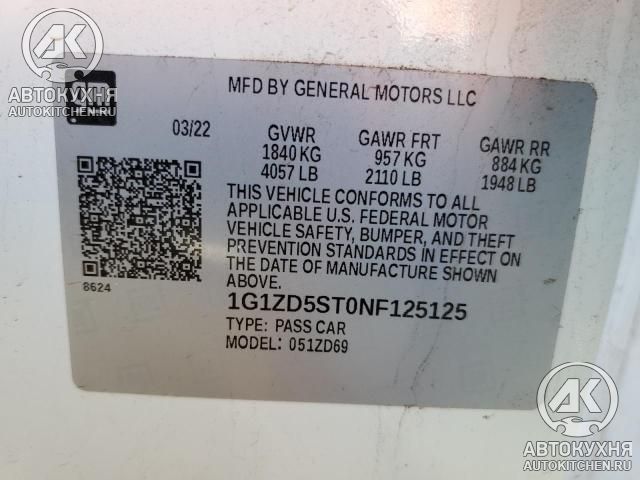 АК
АВТОКУХНЯ
AUTOKITCHEN.RU
MFD BY GENERAL MOTORS LLC
03/22 GVWR GAWR FRT GAWR RR
1840 KG 957 KG 884 KG
4057 LB 2110 LB 1948 LB
THIS VEHICLE CONFORMS TO ALL
APPLICABLE U.S. FEDERAL MOTOR
VEHICLE SAFETY, BUMPER, AND THEFT
PREVENTION STANDARDS IN EFFECT ON
THE DATE OF MANUFACTURE SHOWN
ABOVE.
8624
1G1ZD5ST0NF125125
TYPE: PASS CAR
MODEL: 051ZD69
АК
АВТОКУХНЯ
AUTOKITCHEN.RU